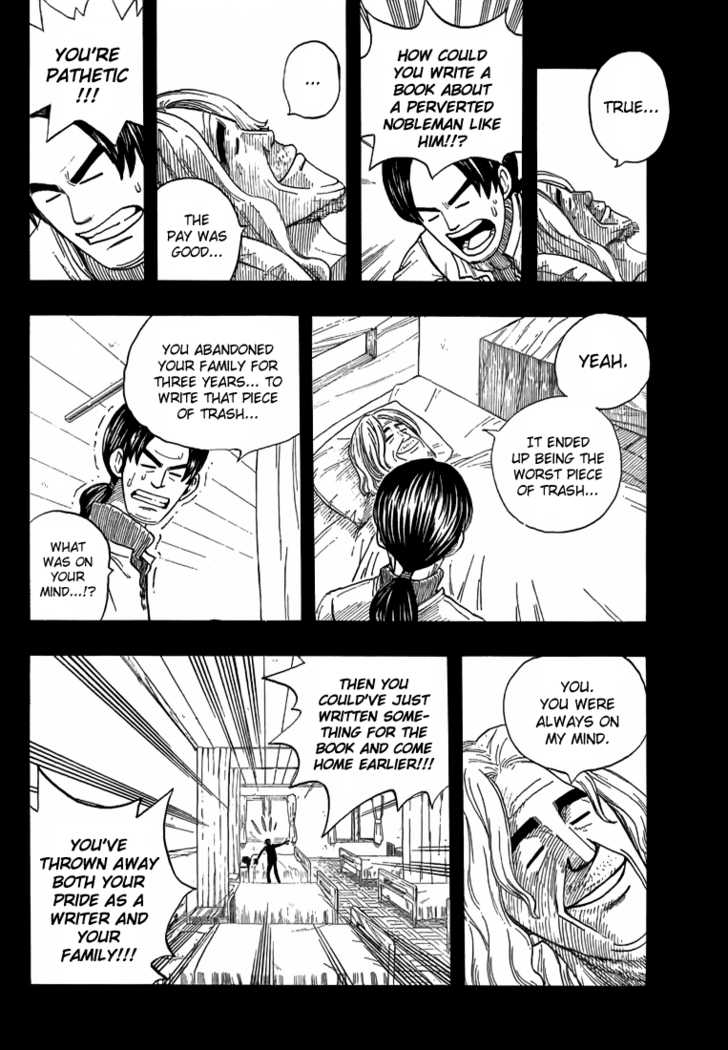 TRUE...
HOW COULD
YOU WRITE A
BOOK ABOUT
A PERVERTED
NOBLEMAN LIKE
HIM!!?
...
THE
PAY WAS
GOOD...
YOU'RE
PATHETIC
!!!
YEAH.
IT ENDED
UP BEING THE
WORST PIECE
OF TRASH...
YOU ABANDONED
YOUR FAMILY FOR
THREE YEARS... TO
WRITE THAT PIECE
OF TRASH...
WHAT
WAS ON
YOUR
MIND...!?
YOU.
YOU WERE
ALWAYS ON
MY MIND.
THEN YOU
COULD'VE JUST
WRITTEN SOME-
THING FOR THE
BOOK AND COME
HOME EARLIER!!!
YOU'VE
THROWN AWAY
BOTH YOUR
PRIDE AS A
WRITER AND
YOUR
FAMILY!!!